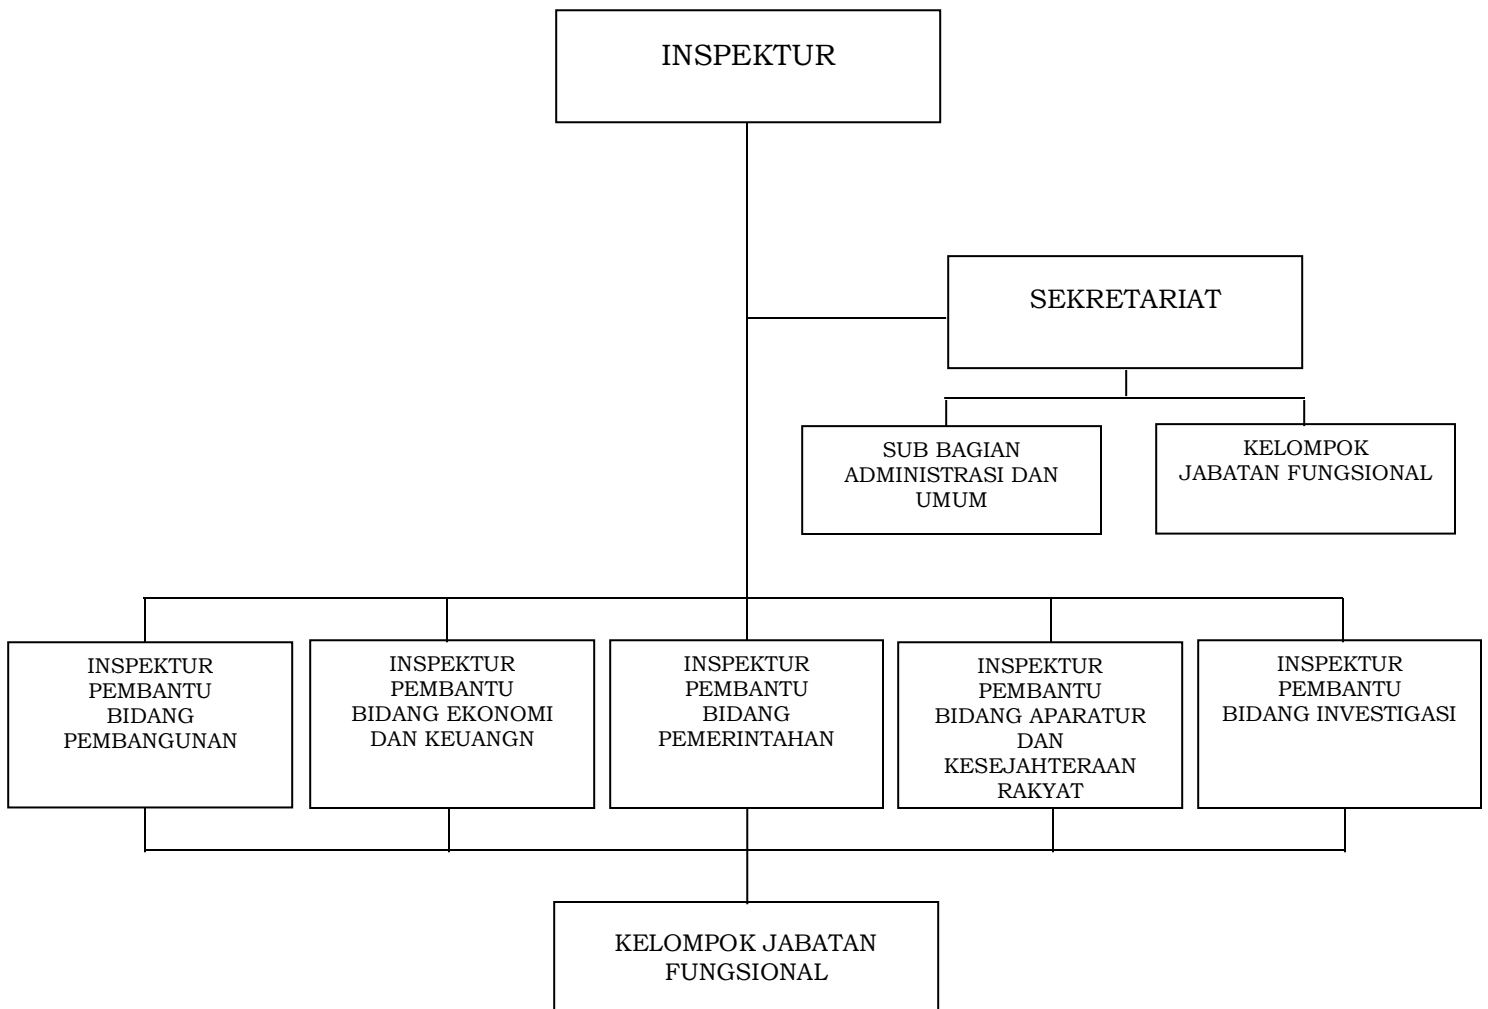 INSPEKTUR
SEKRETARIAT
SUB BAGIAN
ADMINISTRASI DAN
UMUM
KELOMPOK
JABATAN FUNGSIONAL
INSPEKTUR
PEMBANTU
BIDANG
PEMBANGUNAN
INSPEKTUR
PEMBANTU
BIDANG EKONOMI
DAN KEUANGN
INSPEKTUR
PEMBANTU
BIDANG
PEMERINTAHAN
INSPEKTUR
PEMBANTU
BIDANG APARATUR
DAN
KESEJAHTERAAN
RAKYAT
INSPEKTUR
PEMBANTU
BIDANG INVESTIGASI
KELOMPOK JABATAN
FUNGSIONAL